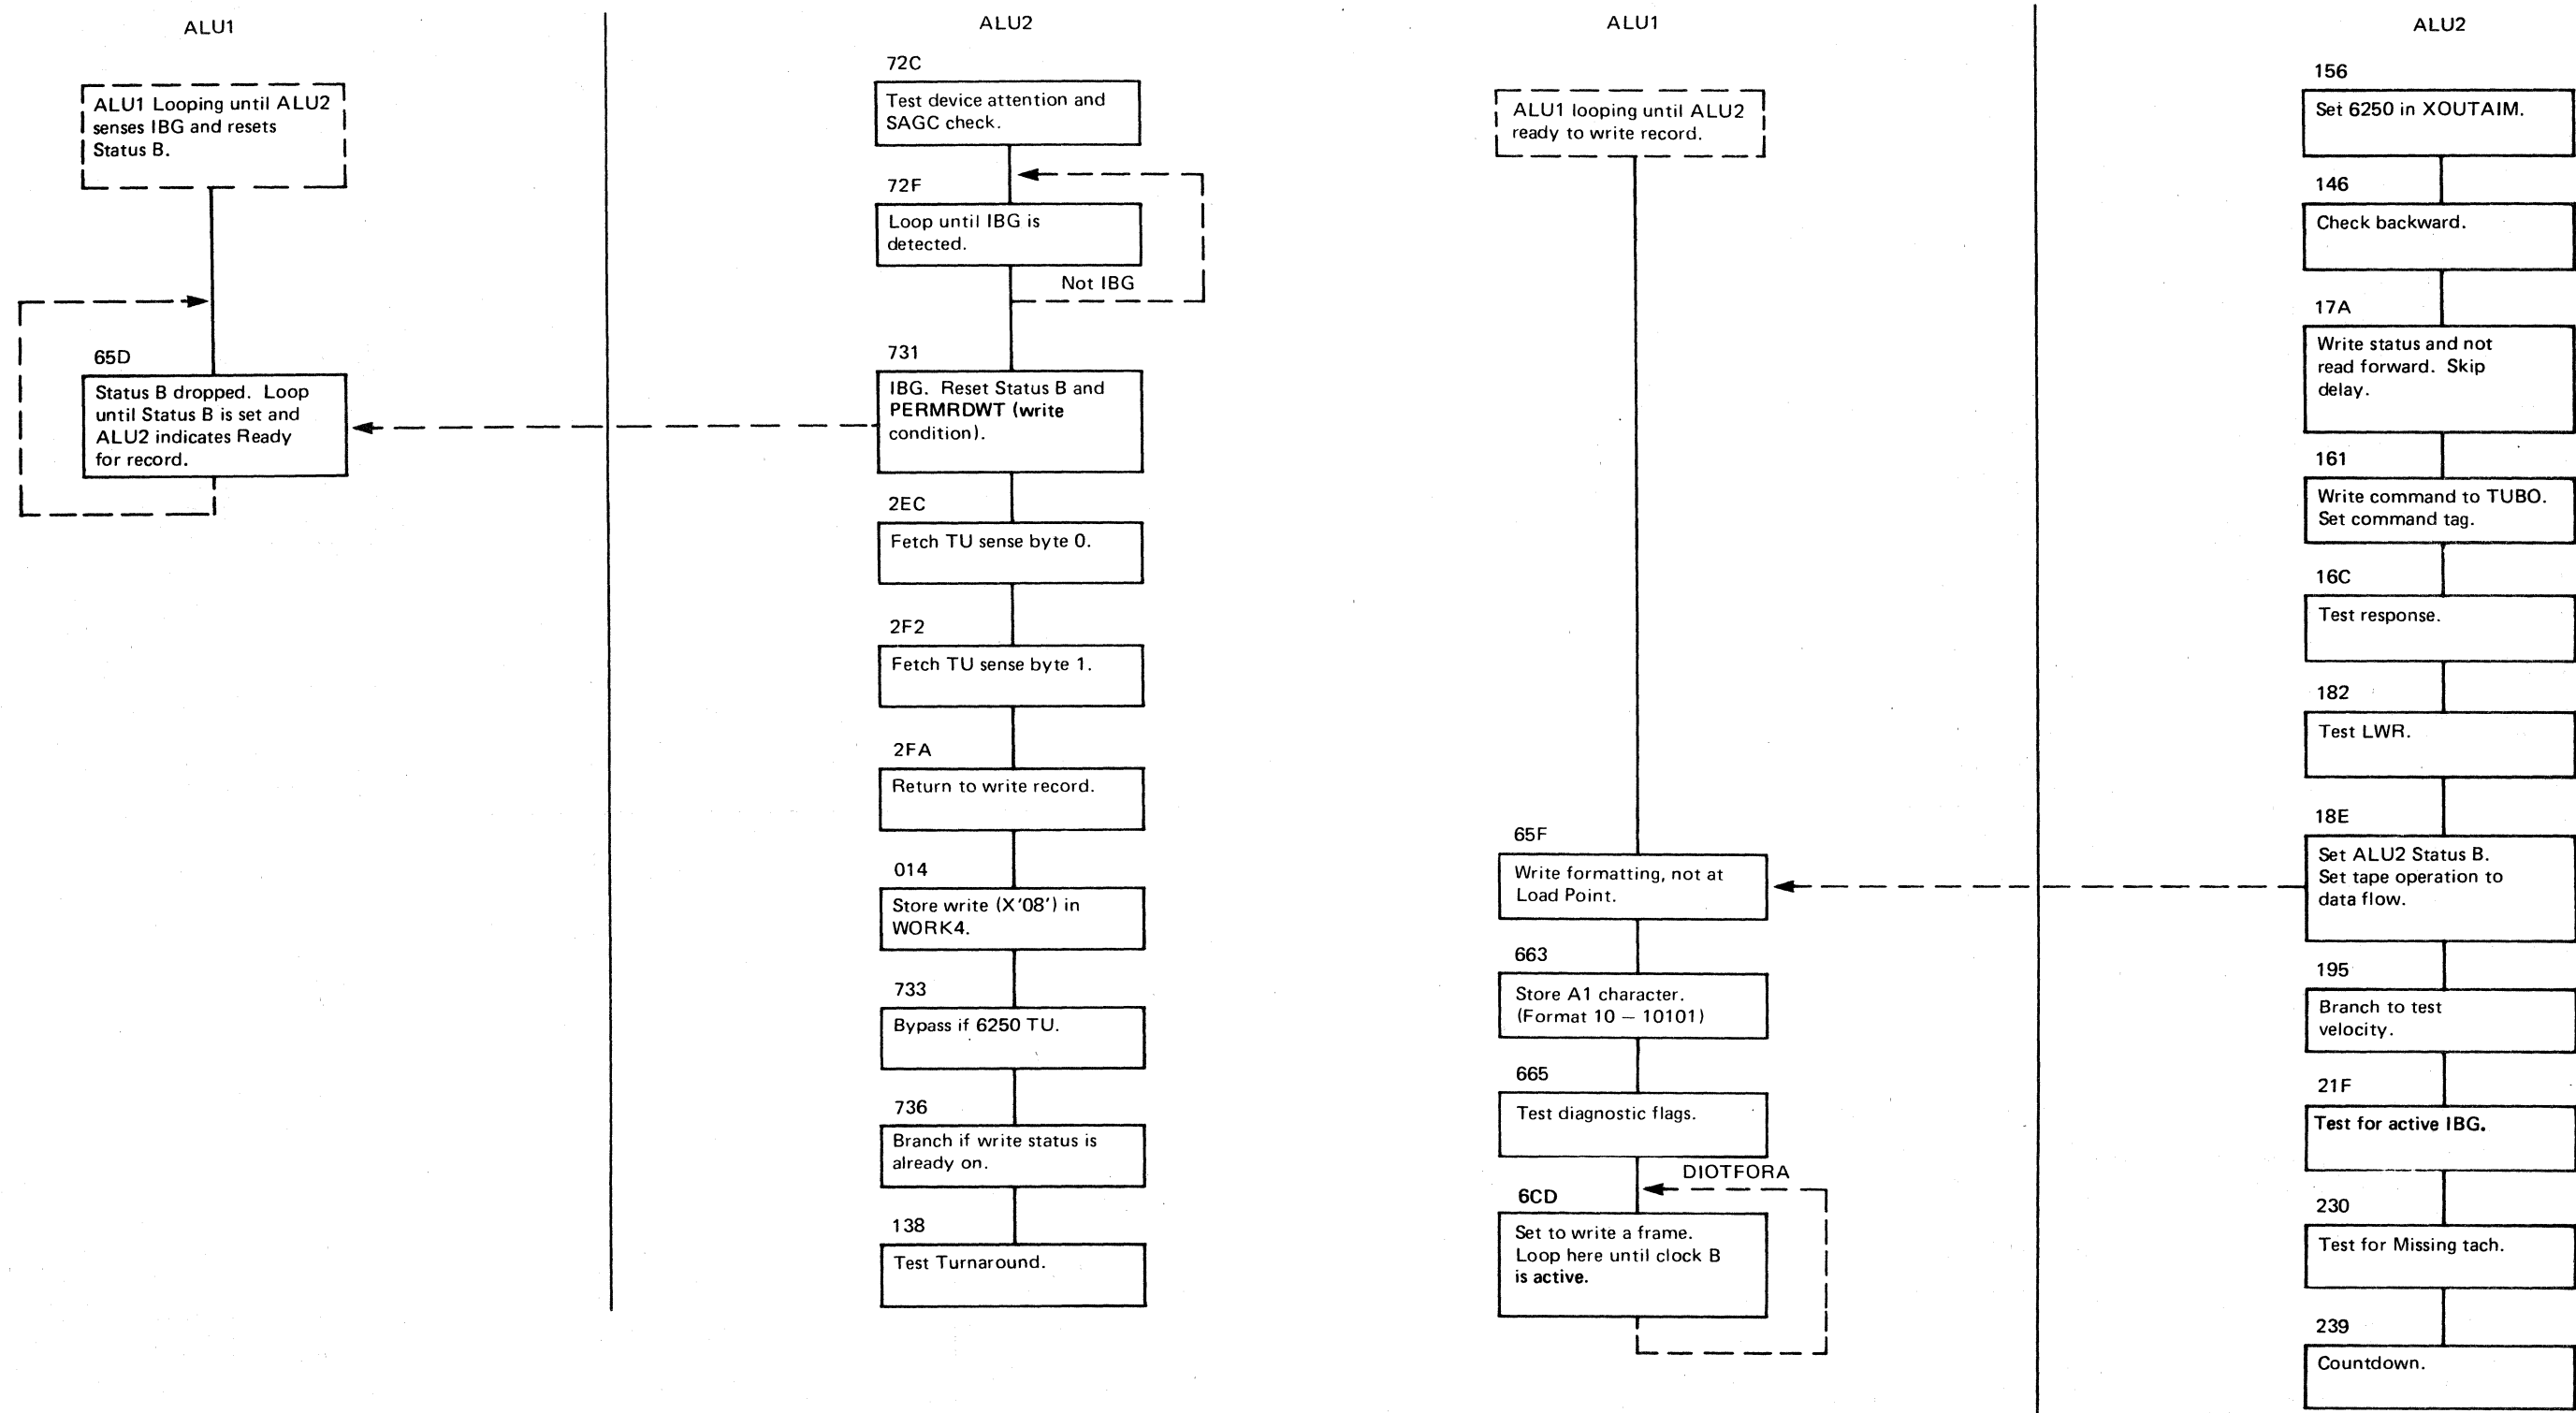 ALU1
ALU1 Looping until ALU2
senses IBG and resets
Status B.
65D
Status B dropped. Loop
until Status B is set and
ALU2 indicates Ready
for record.
ALU2
72C
Test device attention and
SAGC check.
72F
Loop until IBG is
detected.
Not IBG
731
IBG. Reset Status B and
PERMRDWT (write
condition).
2EC
Fetch TU sense byte 0.
2F2
Fetch TU sense byte 1.
2FA
Return to write record.
014
Store write (X'08') in
WORK4.
733
Bypass if 6250 TU.
736
Branch if write status is
already on.
138
Test Turnaround.
ALU1
ALU1 looping until ALU2
ready to write record.
65F
Write formatting, not at
Load Point.
663
Store A1 character.
(Format 10 — 10101)
665
Test diagnostic flags.
DIOTFORA
6CD
Set to write a frame.
Loop here until clock B
is active.
ALU2
156
Set 6250 in XOUTAIM.
146
Check backward.
17A
Write status and not
read forward. Skip
delay.
161
Write command to TUBO.
Set command tag.
16C
Test response.
182
Test LWR.
18E
Set ALU2 Status B.
Set tape operation to
data flow.
195
Branch to test
velocity.
21F
Test for active IBG.
230
Test for Missing tach.
239
Countdown.